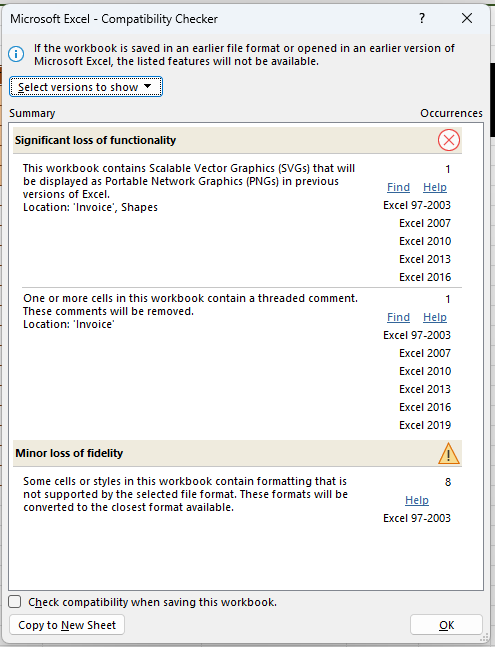 Microsoft Excel - Compatibility Checker
?
If the workbook is saved in an earlier file format or opened in an earlier version of
Microsoft Excel, the listed features will not be available.
Select versions to show
Summary
Occurrences
Significant loss of functionality
This workbook contains Scalable Vector Graphics (SVGs) that will
be displayed as Portable Network Graphics (PNGs) in previous
versions of Excel.
Location: 'Invoice', Shapes
1
Find Help
Excel 97-2003
Excel 2007
Excel 2010
Excel 2013
Excel 2016
One or more cells in this workbook contain a threaded comment.
These comments will be removed.
Location: 'Invoice'
1
Find Help
Excel 97-2003
Excel 2007
Excel 2010
Excel 2013
Excel 2016
Excel 2019
Minor loss of fidelity
Some cells or styles in this workbook contain formatting that is
not supported by the selected file format. These formats will be
converted to the closest format available.
8
Help
Excel 97-2003
Check compatibility when saving this workbook.
Copy to New Sheet
OK